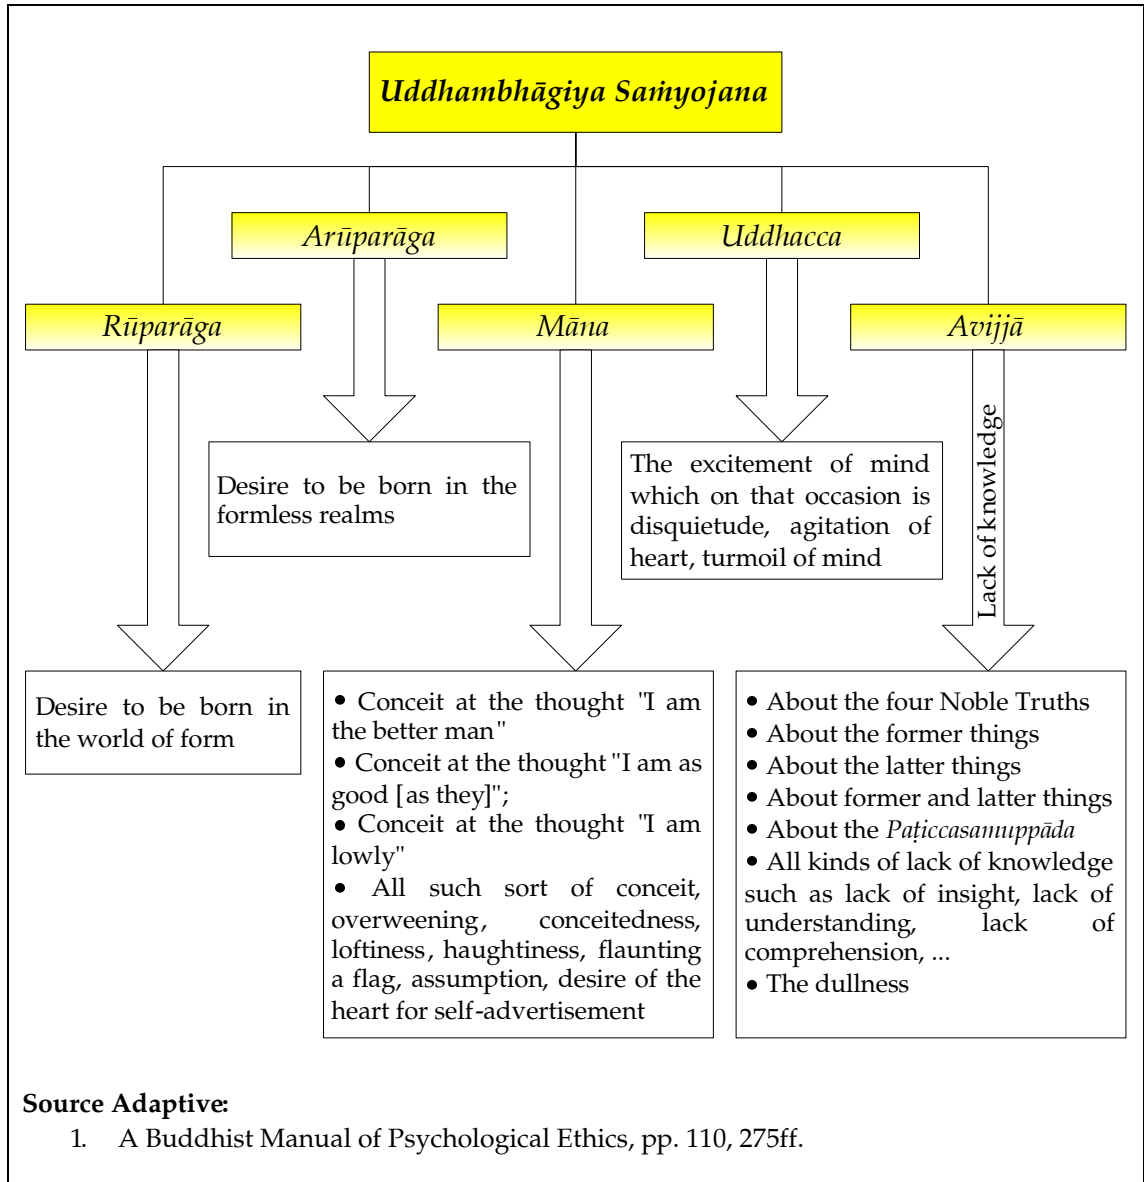 Uddhambhāgiya Saṁyojana
Arūparāga
Uddhacca
Rūparāga
Māna
Avijjā
Lack of knowledge
Desire to be born in the
formless realms
The excitement of mind
which on that occasion is
disquietude, agitation of
heart, turmoil of mind
Desire to be born in
the world of form
• Conceit at the thought "I am
the better man"
• Conceit at the thought "I am as
good [as they]";
• Conceit at the thought "I am
lowly"
• All such sort of conceit,
overweening, conceitedness,
loftiness, haughtiness, flaunting
a flag, assumption, desire of the
heart for self-advertisement
• About the four Noble Truths
• About the former things
• About the latter things
• About former and latter things
• About the Paṭiccasamuppāda
• All kinds of lack of knowledge
such as lack of insight, lack of
understanding, lack of
comprehension, ...
• The dullness
Source Adaptive:
1. A Buddhist Manual of Psychological Ethics, pp. 110, 275ff.